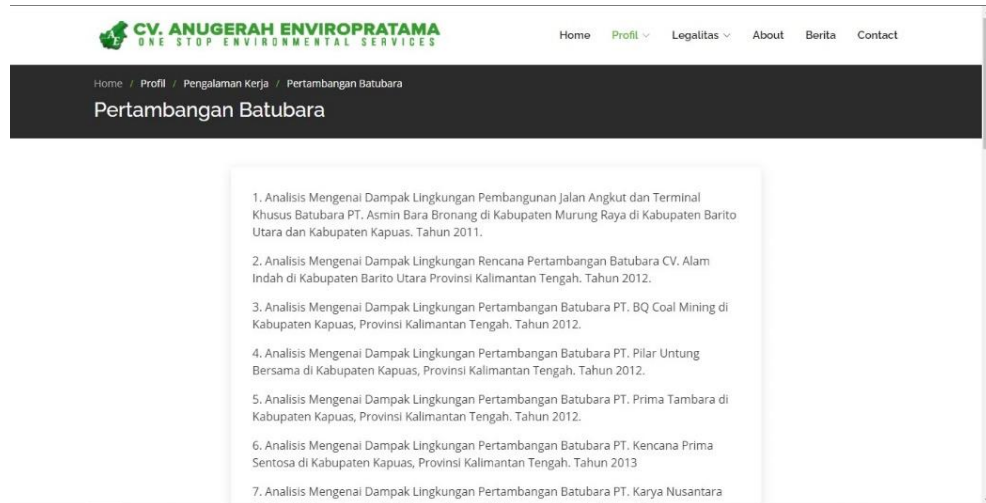 CV. ANUGERAH ENVIROPRATAMA
ONE STOP ENVIRONMENTAL SERVICES
Home Profil Legalitas About Berita Contact
Home / Profil / Pengalaman Kerja / Pertambangan Batubara
Pertambangan Batubara
1. Analisis Mengenai Dampak Lingkungan Pembangunan Jalan Angkut dan Terminal
Khusus Batubara PT. Asmin Bara Bronang di Kabupaten Murung Raya di Kabupaten Barito
Utara dan Kabupaten Kapuas. Tahun 2011.
2. Analisis Mengenai Dampak Lingkungan Rencana Pertambangan Batubara CV. Alam
Indah di Kabupaten Barito Utara Provinsi Kalimantan Tengah. Tahun 2012.
3. Analisis Mengenai Dampak Lingkungan Pertambangan Batubara PT. BQ Coal Mining di
Kabupaten Kapuas, Provinsi Kalimantan Tengah. Tahun 2012.
4. Analisis Mengenai Dampak Lingkungan Pertambangan Batubara PT. Pilar Untung
Bersama di Kabupaten Kapuas, Provinsi Kalimantan Tengah. Tahun 2012.
5. Analisis Mengenai Dampak Lingkungan Pertambangan Batubara PT. Prima Tambara di
Kabupaten Kapuas, Provinsi Kalimantan Tengah. Tahun 2012.
6. Analisis Mengenai Dampak Lingkungan Pertambangan Batubara PT. Kencana Prima
Sentosa di Kabupaten Kapuas, Provinsi Kalimantan Tengah. Tahun 2013
7. Analisis Mengenai Dampak Lingkungan Pertambangan Batubara PT. Karya Nusantara